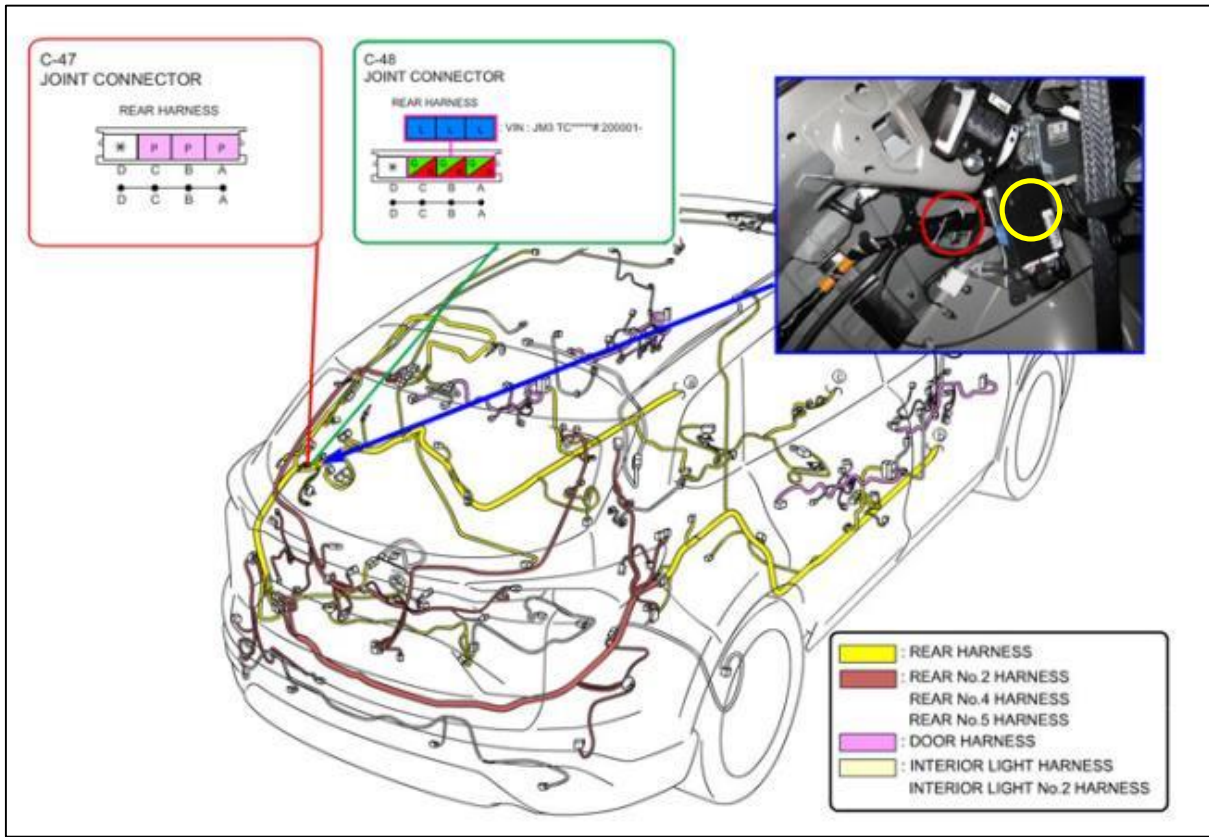 C-47
JOINT CONNECTOR
REAR HARNESS
* P P P
D C B A
D C B A
C-48
JOINT CONNECTOR
REAR HARNESS
L L L : VIN : JM3 TC*****# 200001-
* G G G
D C B A
D C B A
: REAR HARNESS
: REAR No.2 HARNESS
REAR No.4 HARNESS
REAR No.5 HARNESS
: DOOR HARNESS
: INTERIOR LIGHT HARNESS
INTERIOR LIGHT No.2 HARNESS